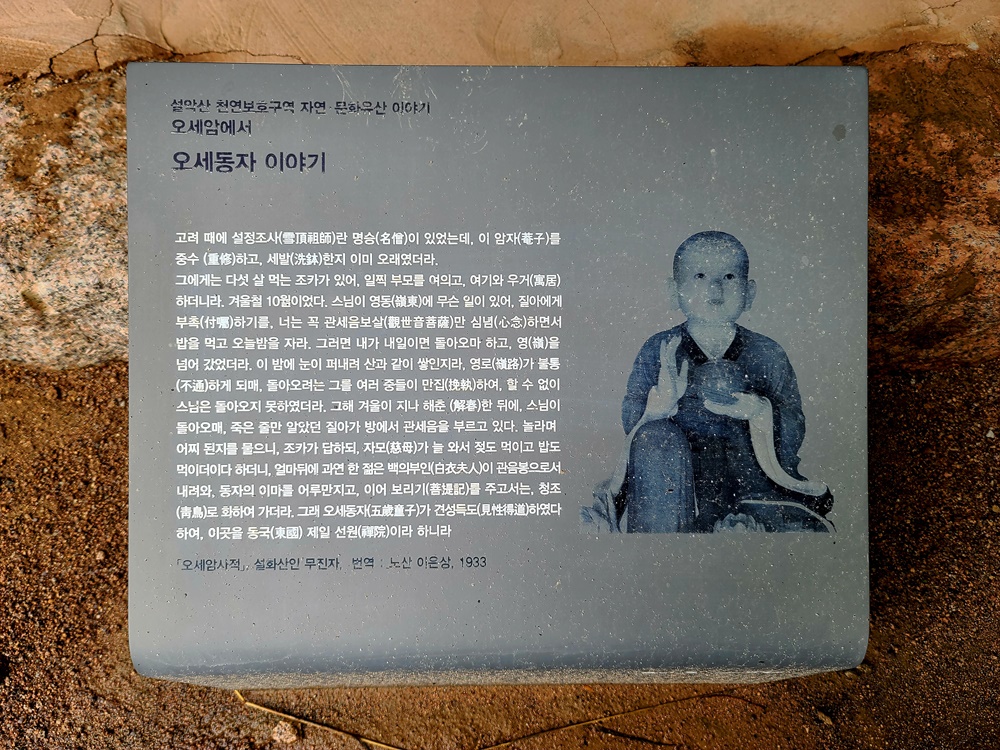 설악산 천연보호구역 자연·문화유산 이야기
오세암에서
오세동자 이야기
고려 때에 설정조사(雪頂祖師)란 명승(名僧)이 있었는데, 이 암자(菴子)를
중수 (重修)하고, 세발(洗鉢)한지 이미 오래였더라.
그에게는 다섯 살 먹는 조카가 있어, 일찍 부모를 여의고, 여기와 우거(寓居)
하더니라. 겨울철 10월이었다. 스님이 영동(嶺東)에 무슨 일이 있어, 질아에게
부촉(付囑)하기를, 너는 꼭 관세음보살(觀世音菩薩)만 심념(心念)하면서
밥을 먹고 오늘밤을 자라. 그러면 내가 내일이면 돌아오마 하고, 영(嶺)을
넘어 갔었더라. 이 밤에 눈이 퍼내려 산과 같이 쌓인지라, 영로(嶺路)가 불통
(不通)하게 되매, 돌아오려는 그를 여러 중들이 만집(挽執)하여, 할 수 없이
스님은 돌아오지 못하였더라. 그해 겨울이 지나 해춘 (解春)한 뒤에, 스님이
돌아오매, 죽은 줄만 알았던 질아가 방에서 관세음을 부르고 있다. 놀라며
어찌 된지를 물으니, 조카가 답하되, 자모(慈母)가 늘 와서 젖도 먹이고 밥도
먹이더이다 하더니, 얼마뒤에 과연 한 젊은 백의부인(白衣夫人)이 관음봉으로서
내려와, 동자의 이마를 어루만지고, 이어 보리기(菩提記)를 주고서는, 청조
(靑鳥)로 화하여 가더라. 그래 오세동자(五歲童子)가 견성득도(見性得道)하였다
하여, 이곳을 동국(東國) 제일 선원(禪院)이라 하니라
「오세암사적」, 설화산인 무진자, 번역 : 노산 이은상, 1933